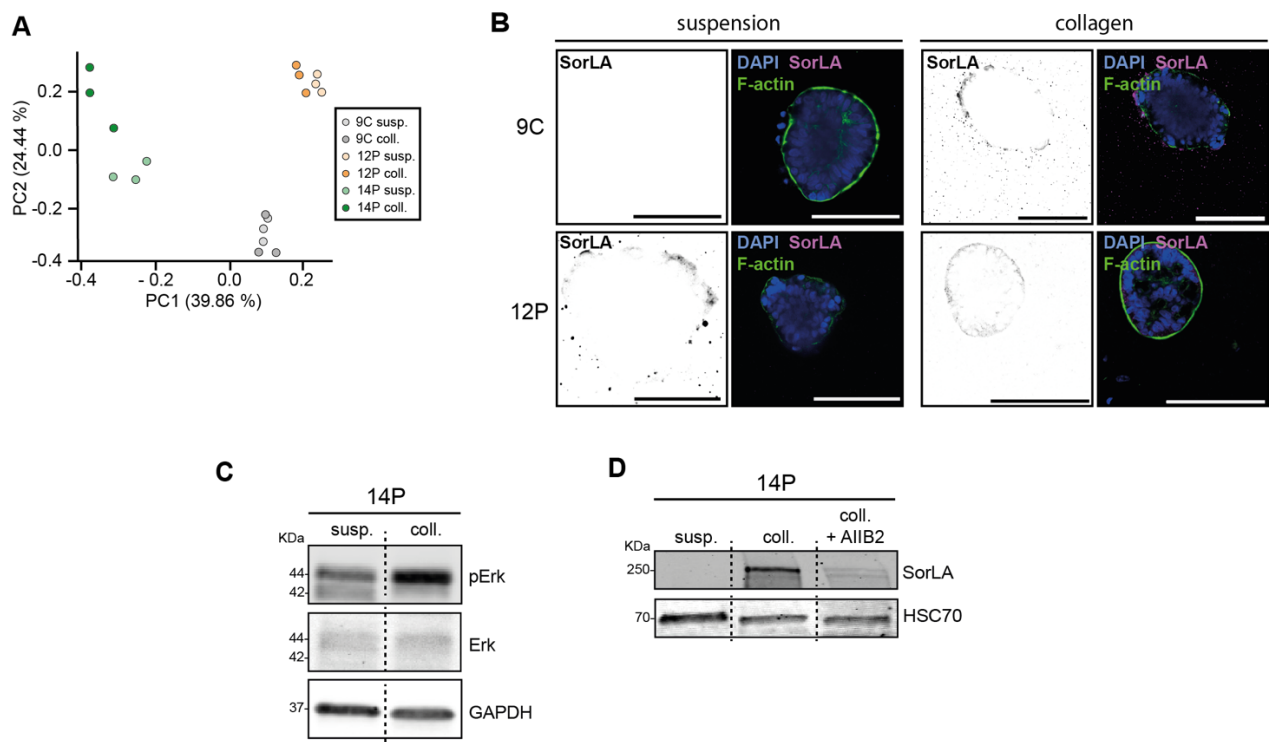 A
0.2
0.0
-0.2
-0.4
PC2 (24.44 %)
-0.4
-0.2
0.0
0.2
PC1 (39.86 %)
9C susp.
9C coll.
12P susp.
12P coll.
14P susp.
14P coll.
B
suspension
collagen
9C
SorLA
DAPI SorLA
F-actin
SorLA
DAPI SorLA
F-actin
12P
SorLA
DAPI SorLA
F-actin
SorLA
DAPI SorLA
F-actin
C
14P
KDa
susp.
coll.
44
42
pErk
44
42
Erk
37
GAPDH
D
14P
KDa
susp.
coll.
coll.
+ AIIB2
250
SorLA
70
HSC70